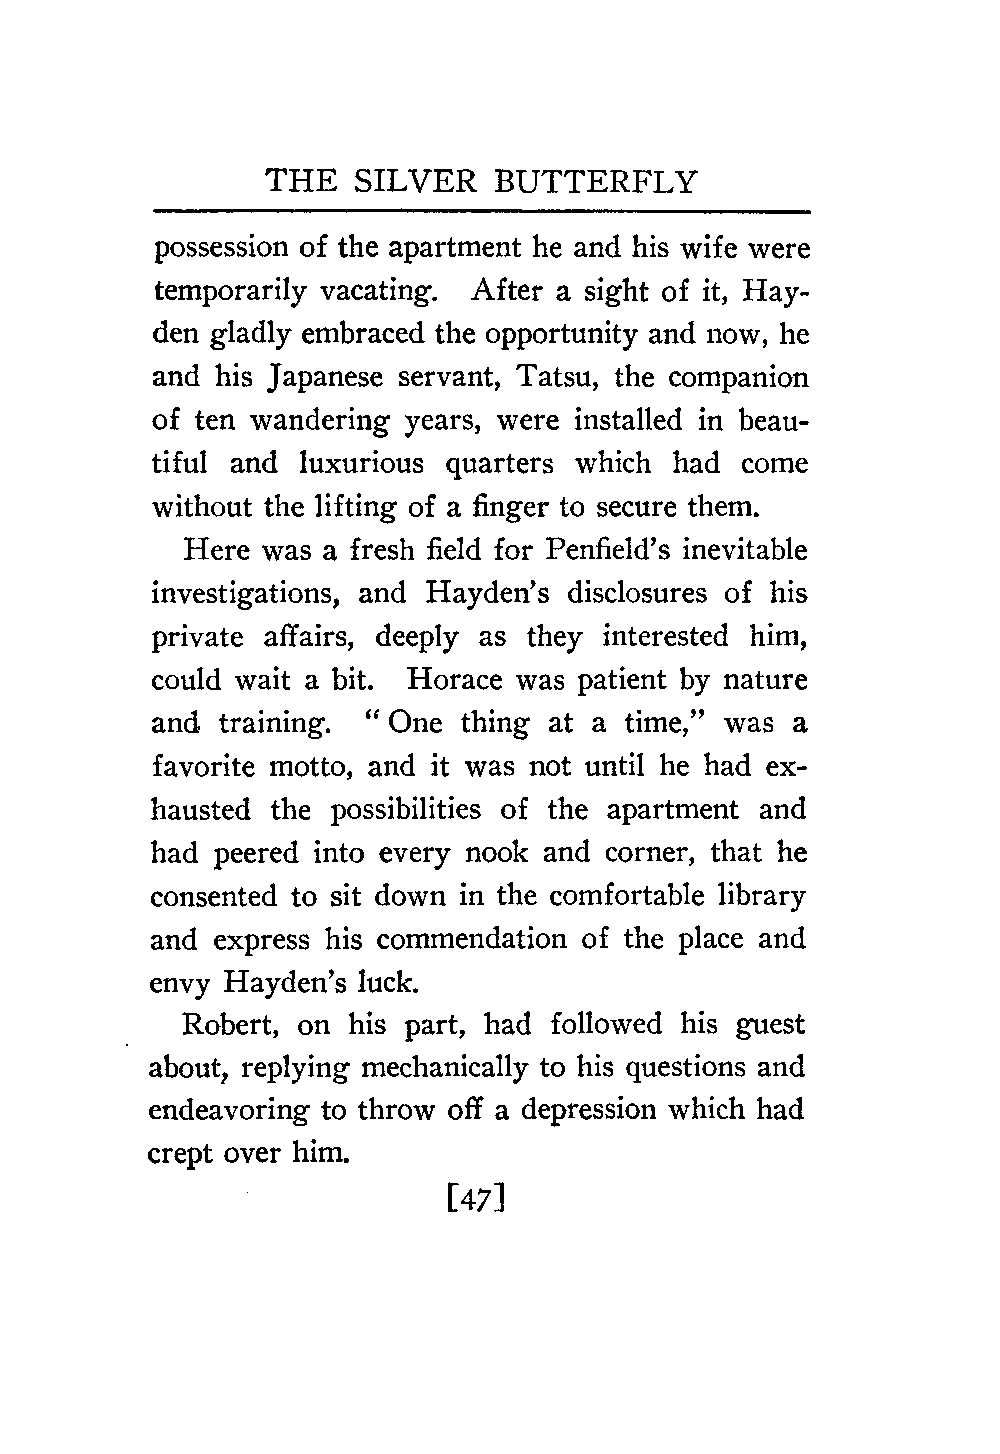 THE SILVER BUTTERFLY
possession of the apartment he and his wife were
temporarily vacating. After a sight of it, Hay-
den gladly embraced the opportunity and now, he
and his Japanese servant, Tatsu, the companion
of ten wandering years, were installed in beau-
tiful and luxurious quarters which had come
without the lifting of a finger to secure them.
Here was a fresh field for Penfield's inevitable
investigations, and Hayden's disclosures of his
private affairs, deeply as they interested him,
could wait a bit. Horace was patient by nature
and training. “ One thing at a time,” was a
favorite motto, and it was not until he had ex-
hausted the possibilities of the apartment and
had peered into every nook and corner, that he
consented to sit down in the comfortable library
and express his commendation of the place and
envy Hayden's luck.
Robert, on his part, had followed his guest
about, replying mechanically to his questions and
endeavoring to throw off a depression which had
crept over him.
[47]